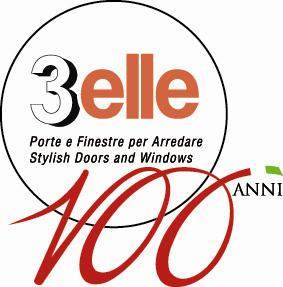 3elle
Porte e Finestre per Arredare
Stylish Doors and Windows
100 ANNI